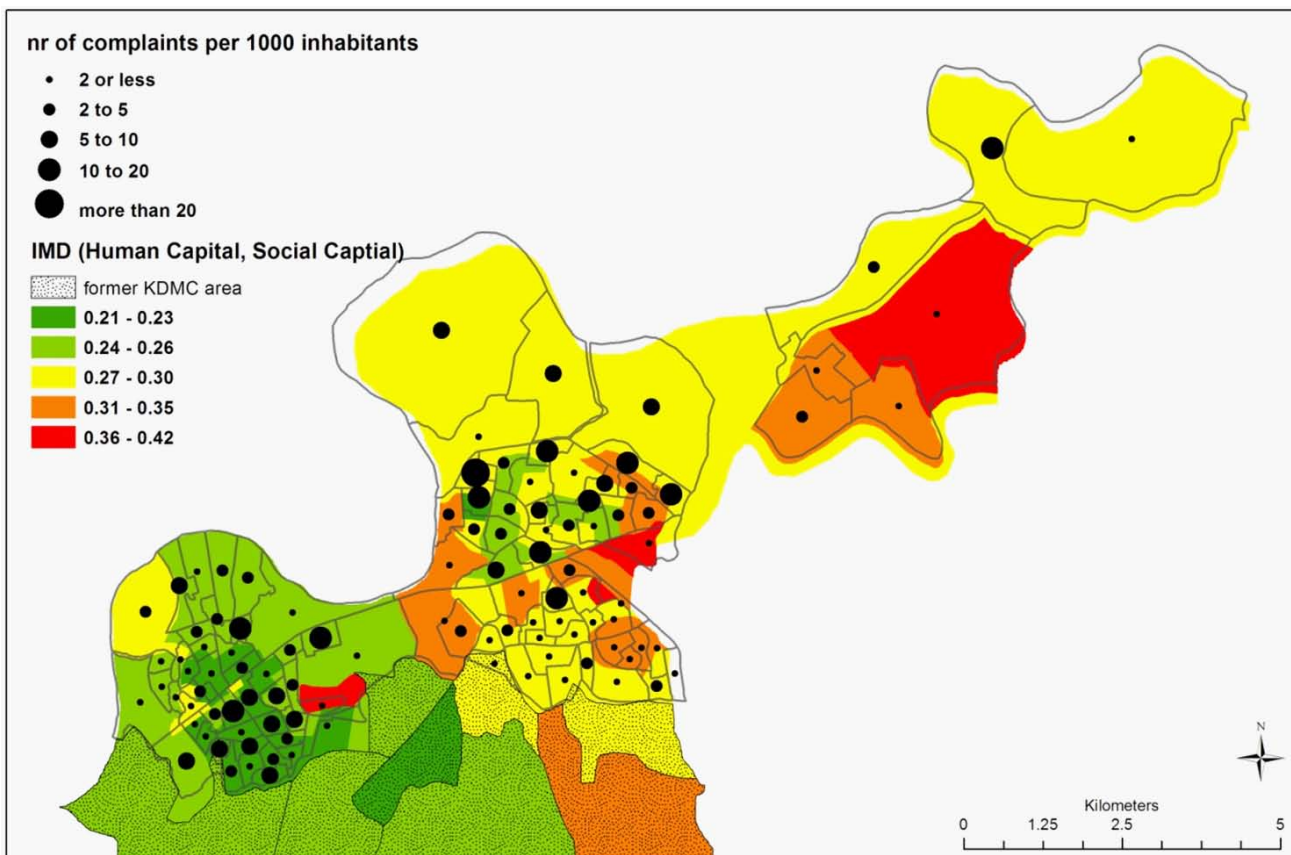 nr of complaints per 1000 inhabitants
2 or less
2 to 5
5 to 10
10 to 20
more than 20
IMD (Human Capital, Social Captial)
former KDMC area
0.21 - 0.23
0.24 - 0.26
0.27 - 0.30
0.31 - 0.35
0.36 - 0.42
N
Kilometers
0 1.25 2.5 5